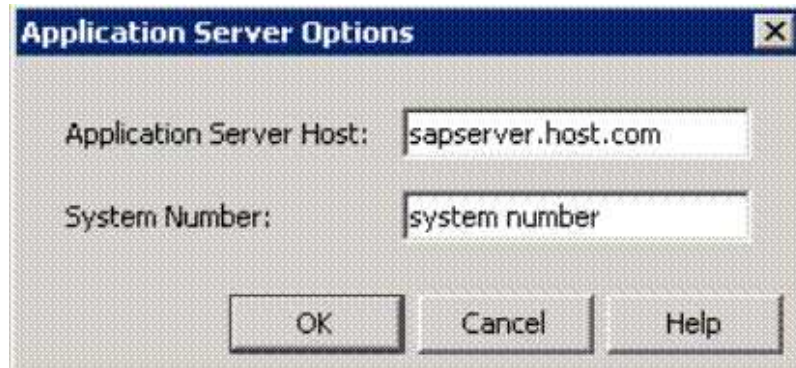 Application Server Options
Application Server Host: sapserver.host.com
System Number: system number
OK Cancel Help